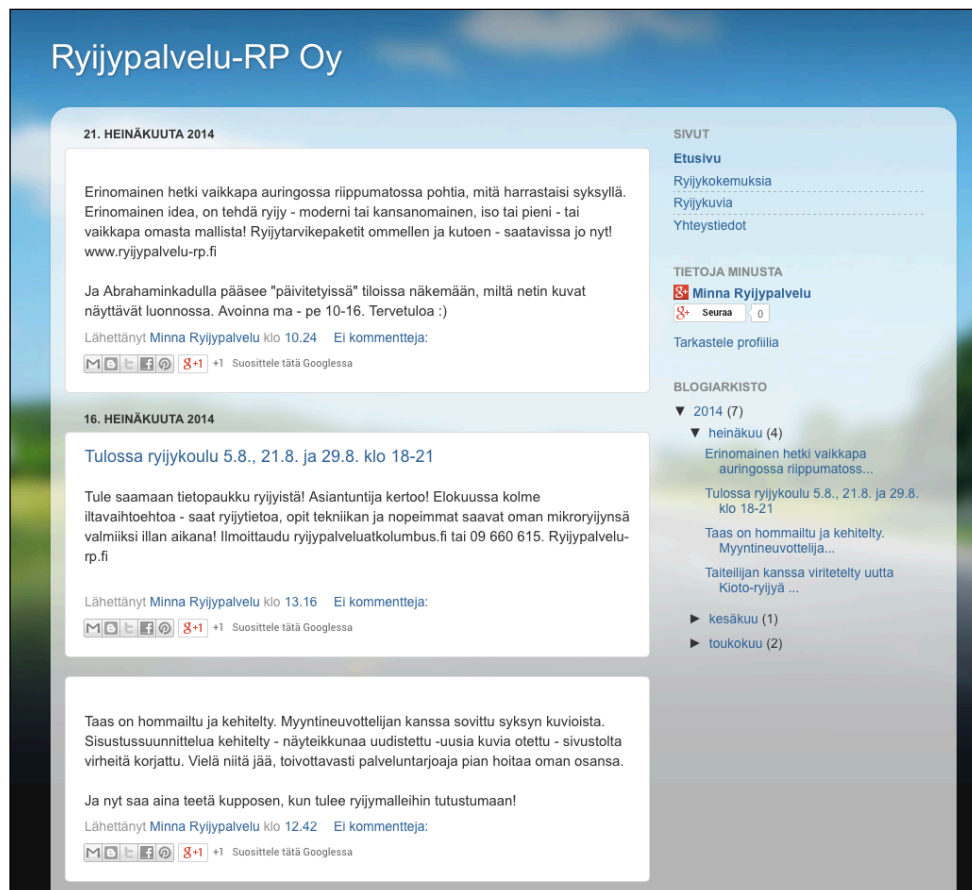 Ryijypalvelu-RP Oy
21. HEINÄKUUTA 2014
Erinomainen hetki vaikkapa auringossa riippumatossa pohtia, mitä harrastaisi syksyllä.
Erinomainen idea, on tehdä ryijy - moderni tai kansanomainen, iso tai pieni - tai
vaikkapa omasta mallista! Ryijytarvikepaketit ommellen ja kutoen - saatavissa jo nyt!
www.ryijypalvelu-rp.fi
Ja Abrahaminkadulla pääsee "päivitetyissä" tiloissa näkemään, miltä netin kuvat
näyttävät luonnossa. Avoinna ma - pe 10-16. Tervetuloa :)
Lähettänyt Minna Ryijypalvelu klo 10.24 Ei kommentteja:
g+1 +1 Suosittele tätä Googlessa
16. HEINÄKUUTA 2014
Tulossa ryijykoulu 5.8., 21.8. ja 29.8. klo 18-21
Tule saamaan tietopaukku ryijyistä! Asiantuntija kertoo! Elokuussa kolme
iltavaihtoehtoa - saat ryijytietoa, opit tekniikan ja nopeimmat saavat oman mikroryijynsä
valmiiksi illan aikana! Ilmoittaudu ryijypalveluatkolumbus.fi tai 09 660 615. Ryijypalvelu-
rp.fi
Lähettänyt Minna Ryijypalvelu klo 13.16 Ei kommentteja:
g+1 +1 Suosittele tätä Googlessa
Taas on hommailtu ja kehitelty. Myyntineuvottelijan kanssa sovittu syksyn kuvioista.
Sisustussuunnittelua kehitelty - näyteikkunaa uudistettu -uusia kuvia otettu - sivustolta
virheitä korjattu. Vielä niitä jää, toivottavasti palveluntarjoaja pian hoitaa oman osansa.
Ja nyt saa aina teetä kupposen, kun tulee ryijymalleihin tutustumaan!
Lähettänyt Minna Ryijypalvelu klo 12.42 Ei kommentteja:
g+1 +1 Suosittele tätä Googlessa
SIVUT
Etusivu
Ryijykokemuksia
Ryijykuvia
Yhteystiedot
TIETOJA MINUSTA
g+ Minna Ryijypalvelu
g+ Seuraa 0
Tarkastele profiilia
BLOGIARKISTO
▼ 2014 (7)
▼ heinäkuu (4)
Erinomainen hetki vaikkapa
auringossa riippumatoss...
Tulossa ryijykoulu 5.8., 21.8. ja 29.8.
klo 18-21
Taas on hommailtu ja kehitelty.
Myyntineuvottelija...
Taiteilijan kanssa viritetelty uutta
Kioto-ryijyä ...
► kesäkuu (1)
► toukokuu (2)